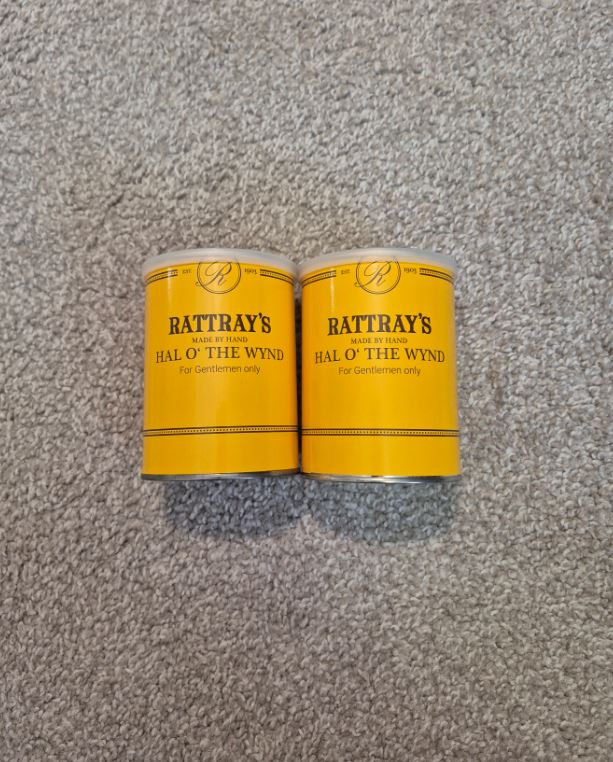 EST. R 1903
RATTRAY'S
MADE BY HAND
HAL O' THE WYND
For Gentlemen only
EST. R 1903
RATTRAY'S
MADE BY HAND
HAL O' THE WYND
For Gentlemen only